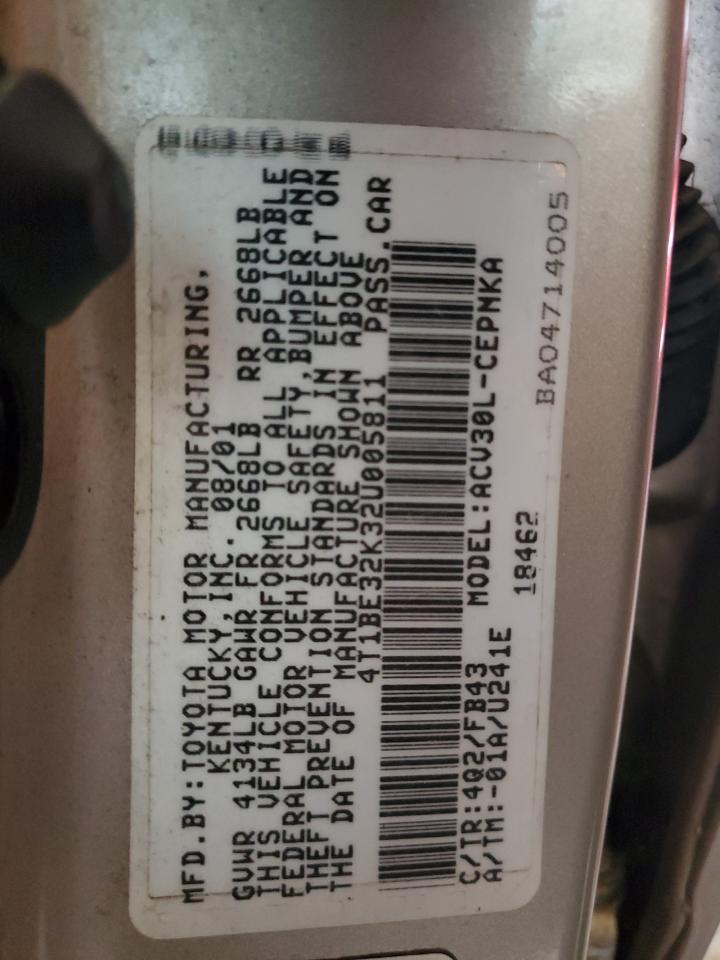 MFD.BY:TOYOTA MOTOR MANUFACTURING,
KENTUCKY,INC. 08/01
GVWR 4134LB GAWR FR 2668LB RR 2668LB
THIS VEHICLE CONFORMS TO ALL APPLICABLE
FEDERAL MOTOR VEHICLE SAFETY,BUMPER AND
THEFT PREVENTION STANDARDS IN EFFECT ON
THE DATE OF MANUFACTURE SHOWN ABOVE
4T1BE32K32U005811 PASS.CAR
C/TR:4Q2/FB43 MODEL:ACV30L-CEPNKA
A/TM:-01A/U241E 18462
BA04714005